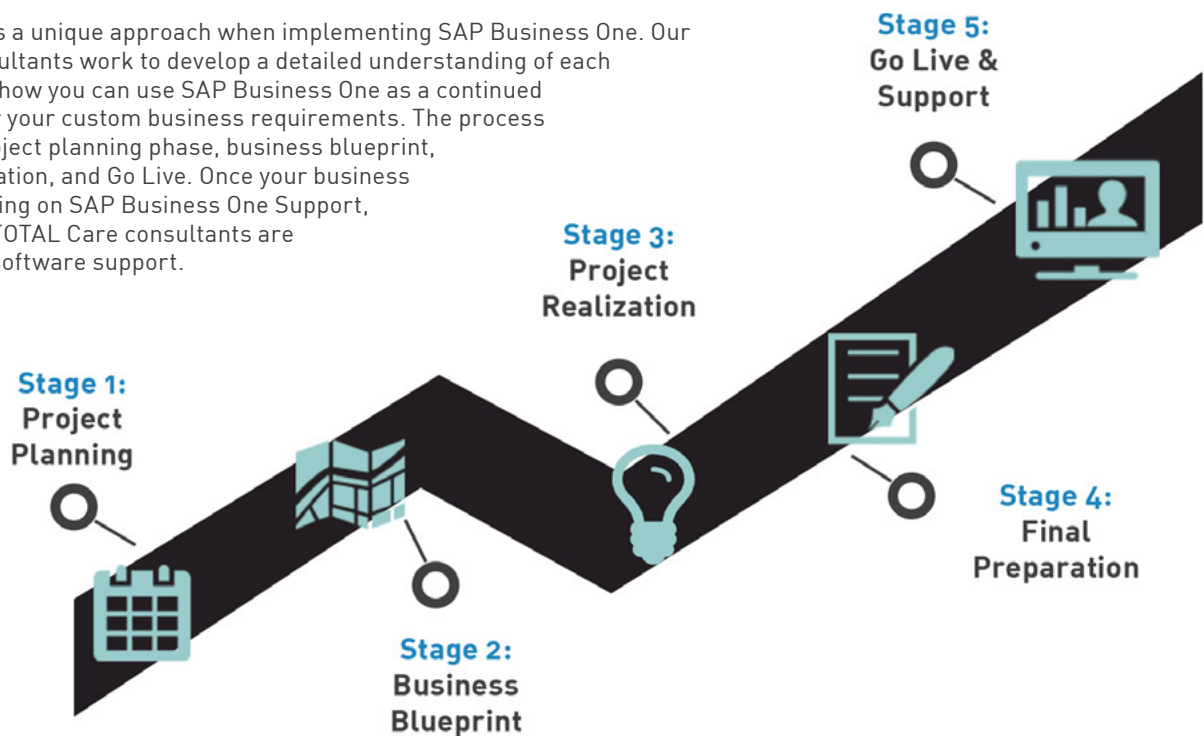 s a unique approach when implementing SAP Business One. Our
ultants work to develop a detailed understanding of each
how you can use SAP Business One as a continued
your custom business requirements. The process
ject planning phase, business blueprint,
ation, and Go Live. Once your business
ing on SAP Business One Support,
TOTAL Care consultants are
software support.
Stage 1:
Project
Planning
Stage 2:
Business
Blueprint
Stage 3:
Project
Realization
Stage 4:
Final
Preparation
Stage 5:
Go Live &
Support